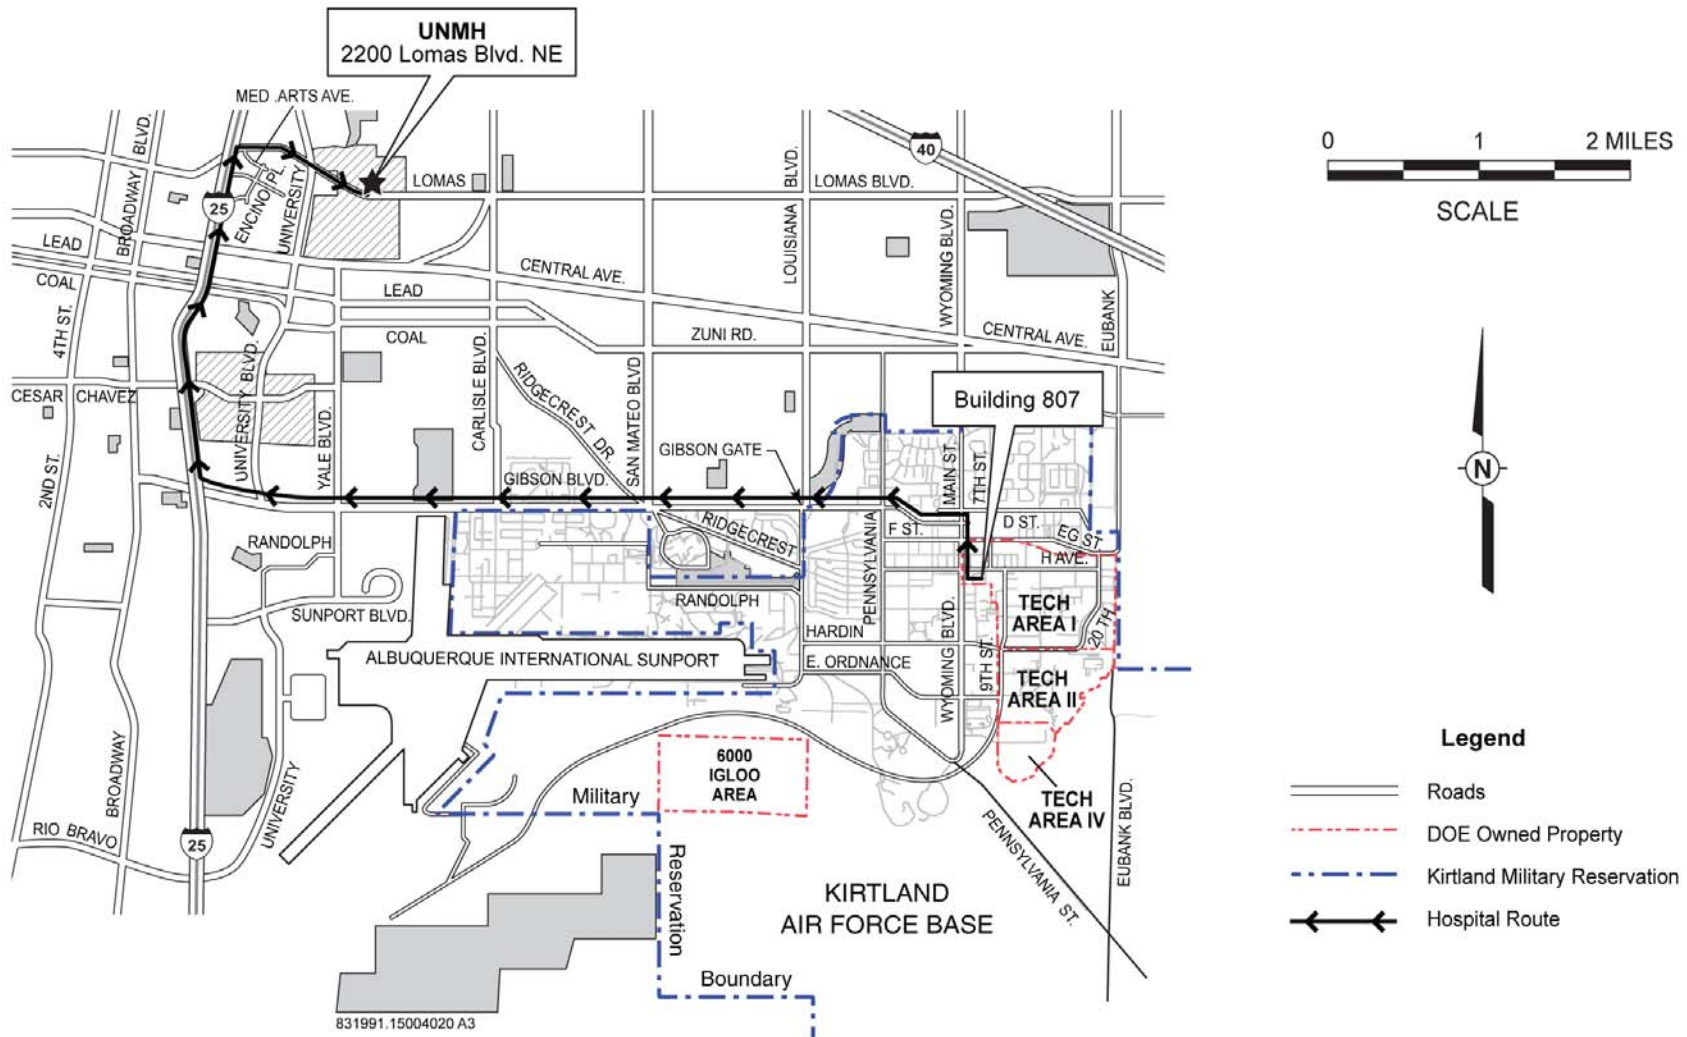 UNMH
2200 Lomas Blvd. NE
MED .ARTS AVE.
BROADWAY
BLVD.
25
ENCINO
PL.
UNIVERSITY
LOMAS
BLVD.
LOUISIANA
LOMAS BLVD.
40
WYOMING BLVD.
EUBANK
0 1 2 MILES
SCALE
LEAD
COAL
4TH ST.
CENTRAL AVE.
LEAD
COAL
ZUNI RD.
CENTRAL AVE.
CESAR
CHAVEZ
2ND ST.
UNIVERSITY BLVD.
YALE BLVD.
CARLISLE BLVD.
RIDGECREST DR.
SAN MATEO BLVD
GIBSON GATE
GIBSON BLVD.
Building 807
MAIN ST.
7TH ST.
N
RANDOLPH
RIDGECREST
PENNSYLVANIA
F ST.
D ST.
EG ST
H AVE.
SUNPORT BLVD.
RANDOLPH
HARDIN
E. ORDNANCE
WYOMING BLVD.
9TH ST.
TECH
AREA I
20 TH
ALBUQUERQUE INTERNATIONAL SUNPORT
TECH
AREA II
6000
IGLOO
AREA
TECH
AREA IV
BROADWAY
UNIVERSITY
RIO BRAVO
25
Military
Reservation
Boundary
PENNSYLVANIA ST.
EUBANK BLVD.
KIRTLAND
AIR FORCE BASE
831991.15004020 A3
Legend
Roads
DOE Owned Property
Kirtland Military Reservation
Hospital Route